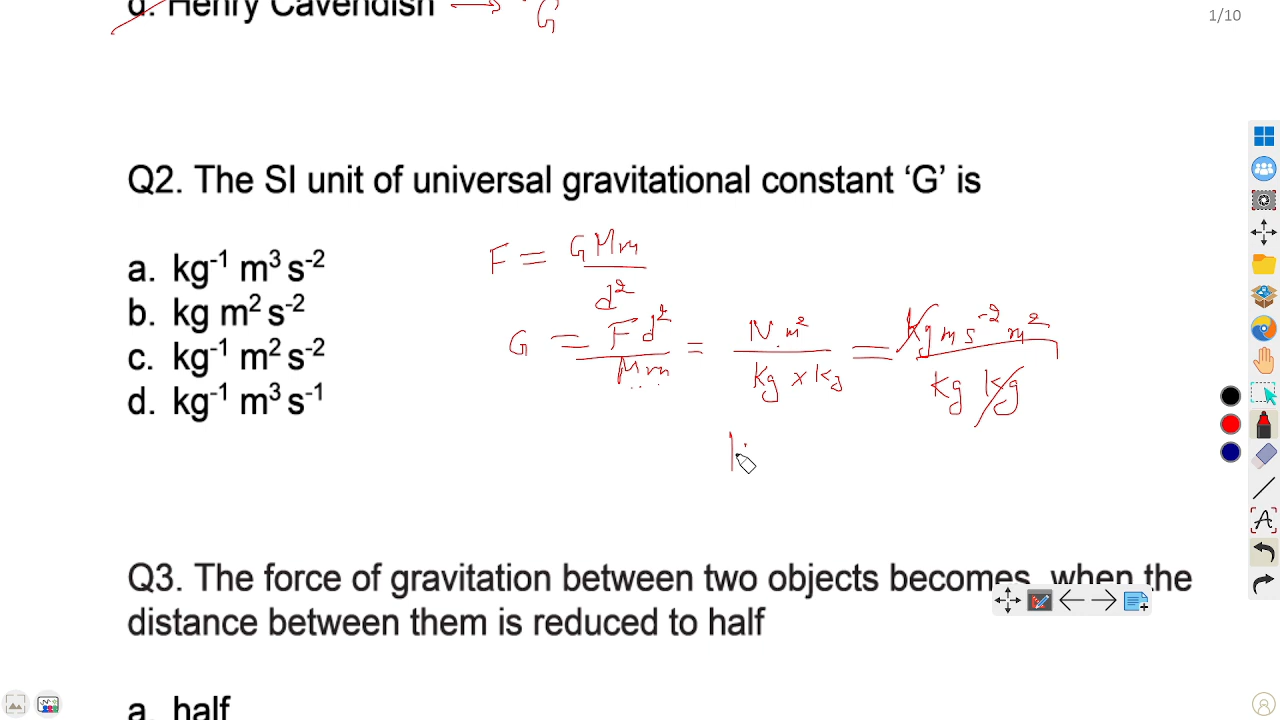 d. Henry Cavendish → G
1/10
Q2. The SI unit of universal gravitational constant ‘G’ is
a. kg⁻¹ m³ s⁻²
b. kg m² s⁻²
c. kg⁻¹ m² s⁻²
d. kg⁻¹ m³ s⁻¹
F = GMm / d²
G = F d² / Mm = N.m² / kg × kg = kg m s⁻² m² / kg kg
Q3. The force of gravitation between two objects becomes when the
distance between them is reduced to half
a. half